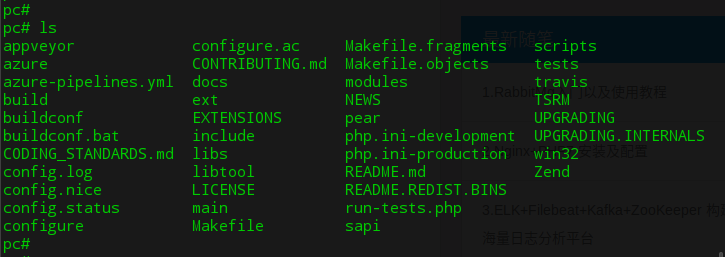 pc#
pc# ls
appveyor configure.ac Makefile.fragments scripts
azure CONTRIBUTING.md Makefile.objects tests
azure-pipelines.yml docs modules travis
build ext NEWS TSRM
buildconf EXTENSIONS pear UPGRADING
buildconf.bat include php.ini-development UPGRADING.INTERNALS
CODING_STANDARDS.md libs php.ini-production win32
config.log libtool README.md Zend
config.nice LICENSE README.REDIST.BINS
config.status main run-tests.php
configure Makefile sapi
pc#
最新随笔
1.Rabbi 以及使用教程
安装及配置
3.ELK+Filebeat+Kafka+ZooKeeper
海量日志分析平台